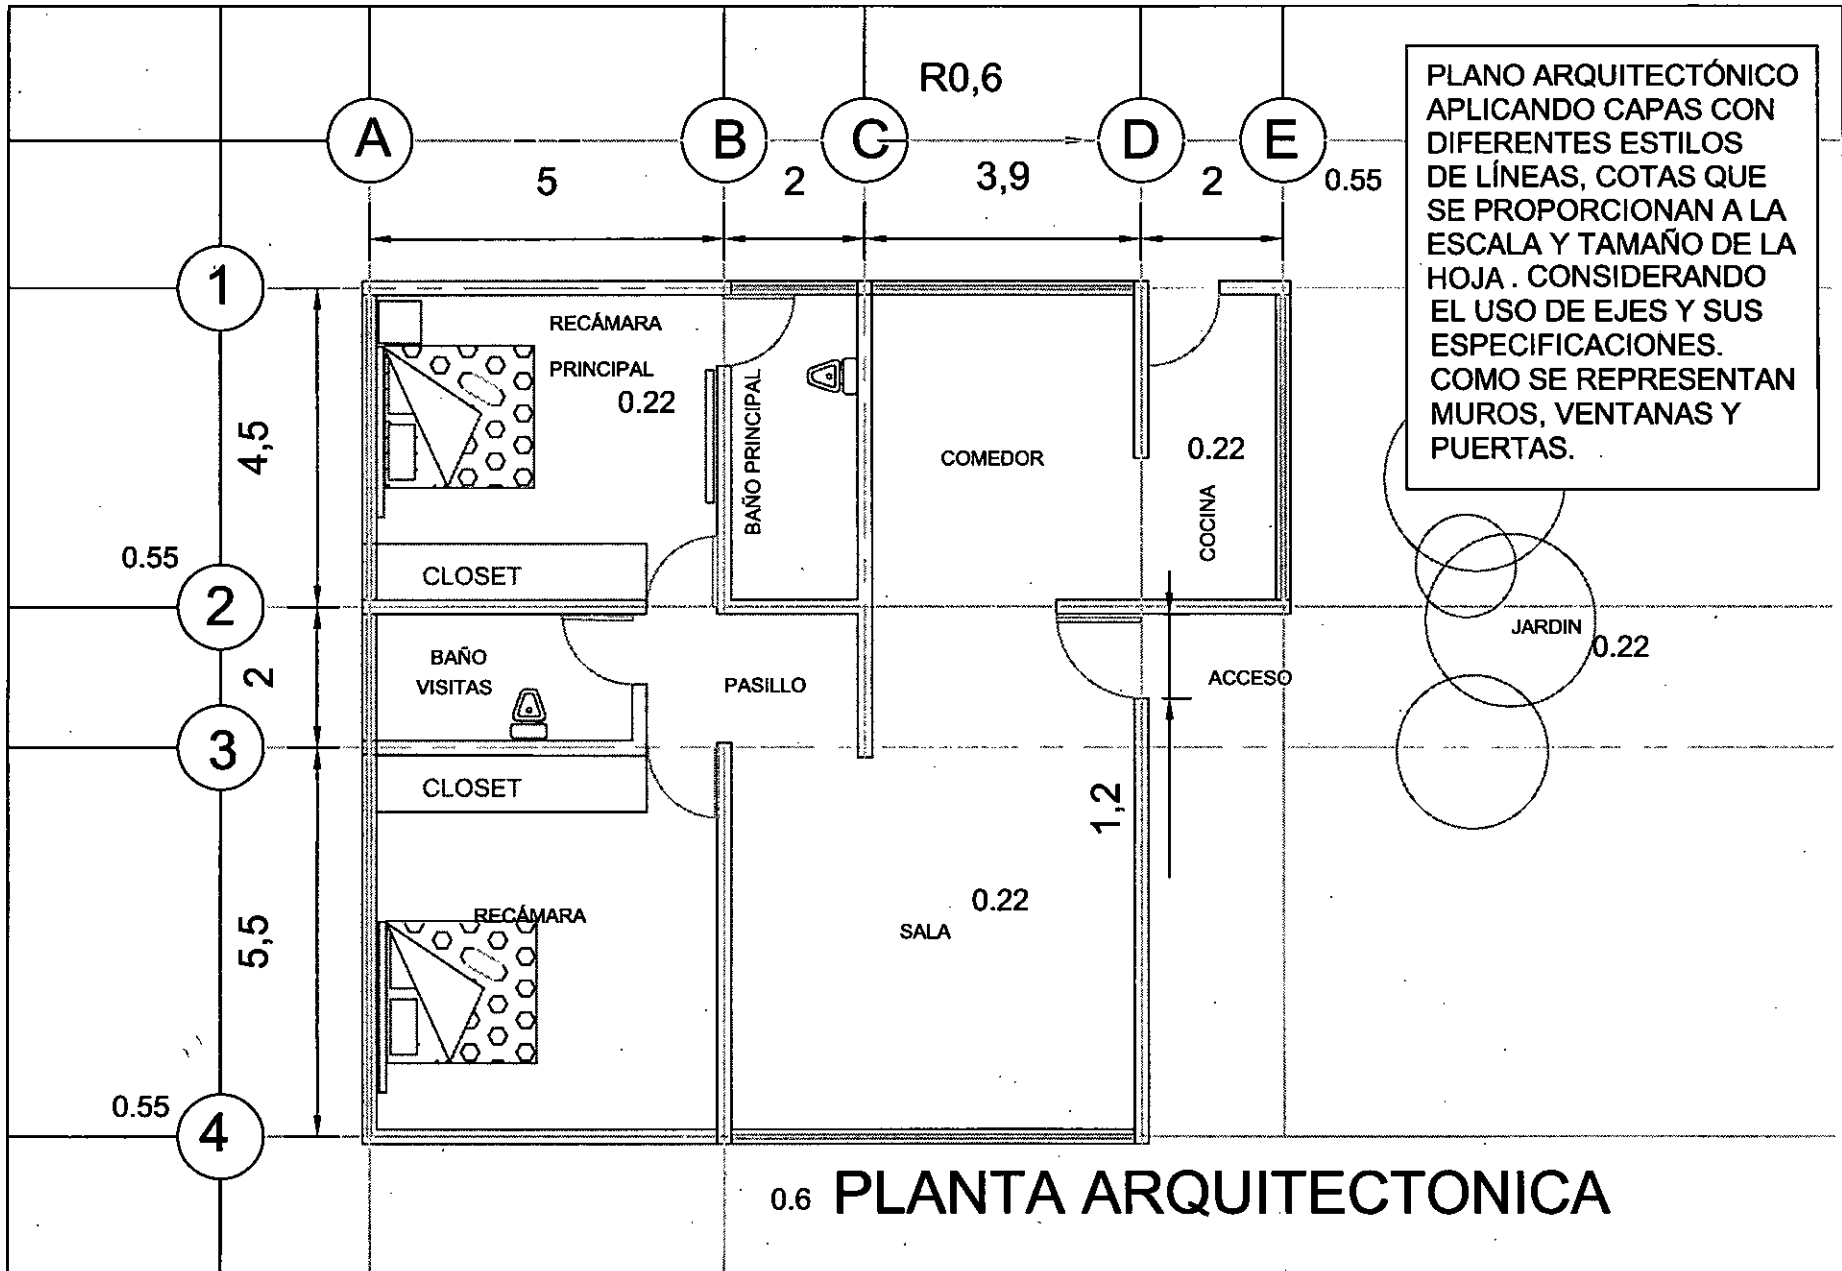 R0,6
A
B
C
D
E
5
2
3,9
2
0.55
PLANO ARQUITECTÓNICO
APLICANDO CAPAS CON
DIFERENTES ESTILOS
DE LÍNEAS, COTAS QUE
SE PROPORCIONAN A LA
ESCALA Y TAMAÑO DE LA
HOJA . CONSIDERANDO
EL USO DE EJES Y SUS
ESPECIFICACIONES.
COMO SE REPRESENTAN
MUROS, VENTANAS Y
PUERTAS.
1
RECÁMARA
PRINCIPAL
0.22
BAÑO PRINCIPAL
COMEDOR
0.22
COCINA
4,5
0.55
CLOSET
2
JARDIN
0.22
2
BAÑO
VISITAS
PASILLO
ACCESO
3
CLOSET
1,2
RECÁMARA
0.22
SALA
5,5
0.55
4
0.6 PLANTA ARQUITECTONICA